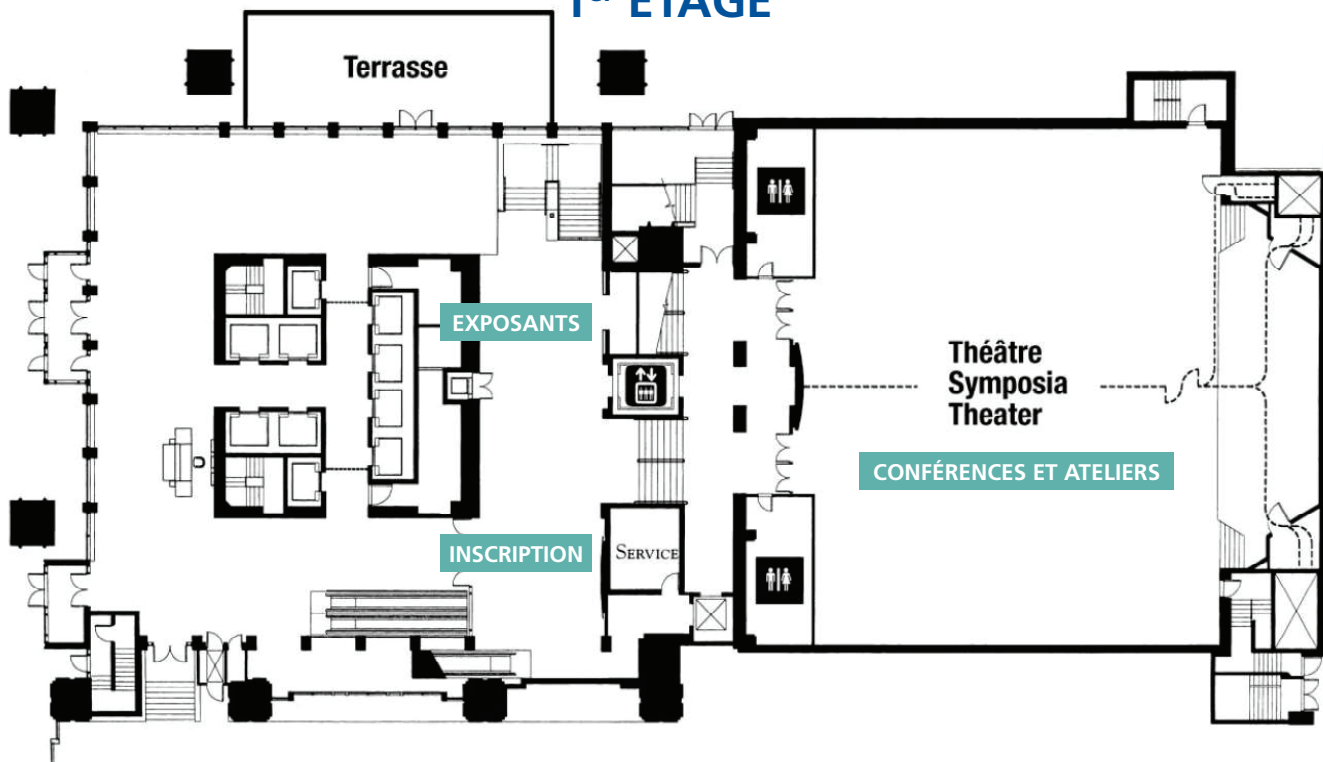 1er ÉTAGE
Terrasse
EXPOSANTS
Théâtre
Symposia
Theater
CONFÉRENCES ET ATELIERS
INSCRIPTION
SERVICE